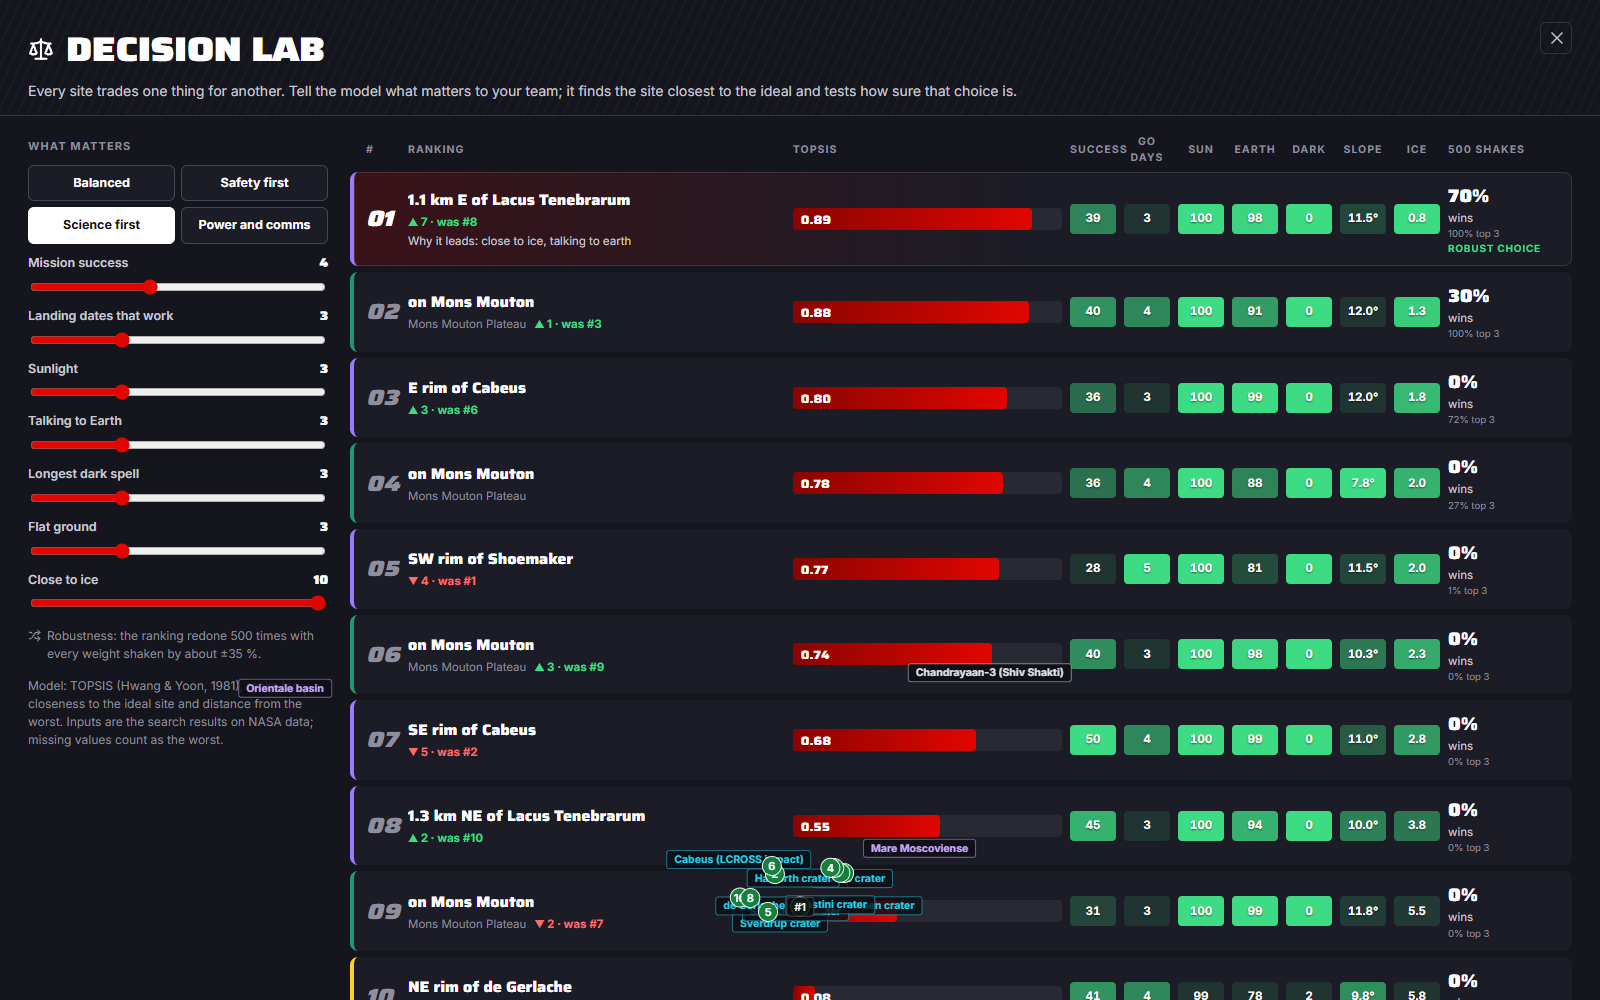 DECISION LAB
Every site trades one thing for another. Tell the model what matters to your team; it finds the site closest to the ideal and tests how sure that choice is.
WHAT MATTERS
Balanced
Safety first
Science first
Power and comms
Mission success 4
Landing dates that work 3
Sunlight 3
Talking to Earth 3
Longest dark spell 3
Flat ground 3
Close to ice 10
Robustness: the ranking redone 500 times with
every weight shaken by about ±35 %.
Model: TOPSIS (Hwang & Yoon, 1981)
closeness to the ideal site and distance from the
worst. Inputs are the search results on NASA data;
missing values count as the worst.
Orientale basin
# RANKING TOPSIS SUCCESS GO DAYS SUN EARTH DARK SLOPE ICE 500 SHAKES
01 1.1 km E of Lacus Tenebrarum
▲ 7 · was #8
Why it leads: close to ice, talking to earth
0.89 39 3 100 98 0 11.5° 0.8
70%
wins
100% top 3
ROBUST CHOICE
02 on Mons Mouton
Mons Mouton Plateau ▲ 1 · was #3
0.88 40 4 100 91 0 12.0° 1.3
30%
wins
100% top 3
03 E rim of Cabeus
▲ 3 · was #6
0.80 36 3 100 99 0 12.0° 1.8
0%
wins
72% top 3
04 on Mons Mouton
Mons Mouton Plateau
0.78 36 4 100 88 0 7.8° 2.0
0%
wins
27% top 3
05 SW rim of Shoemaker
▼ 4 · was #1
0.77 28 5 100 81 0 11.5° 2.0
0%
wins
1% top 3
06 on Mons Mouton
Mons Mouton Plateau ▲ 3 · was #9
0.74 40 3 100 98 0 10.3° 2.3
0%
wins
0% top 3
Chandrayaan-3 (Shiv Shakti)
07 SE rim of Cabeus
▼ 5 · was #2
0.68 50 4 100 99 0 11.0° 2.8
0%
wins
0% top 3
08 1.3 km NE of Lacus Tenebrarum
▲ 2 · was #10
0.55 45 3 100 94 0 10.0° 3.8
0%
wins
0% top 3
Mare Moscoviense
Cabeus (LCROSS
6
4
crater
crater
8
5
#1
crater
crater
Sverdrup crater
09 on Mons Mouton
Mons Mouton Plateau ▼ 2 · was #7
31 3 100 99 0 11.8° 5.5
0%
wins
0% top 3
10 NE rim of de Gerlache
0.08 41 4 99 78 2 9.8° 5.8
0%